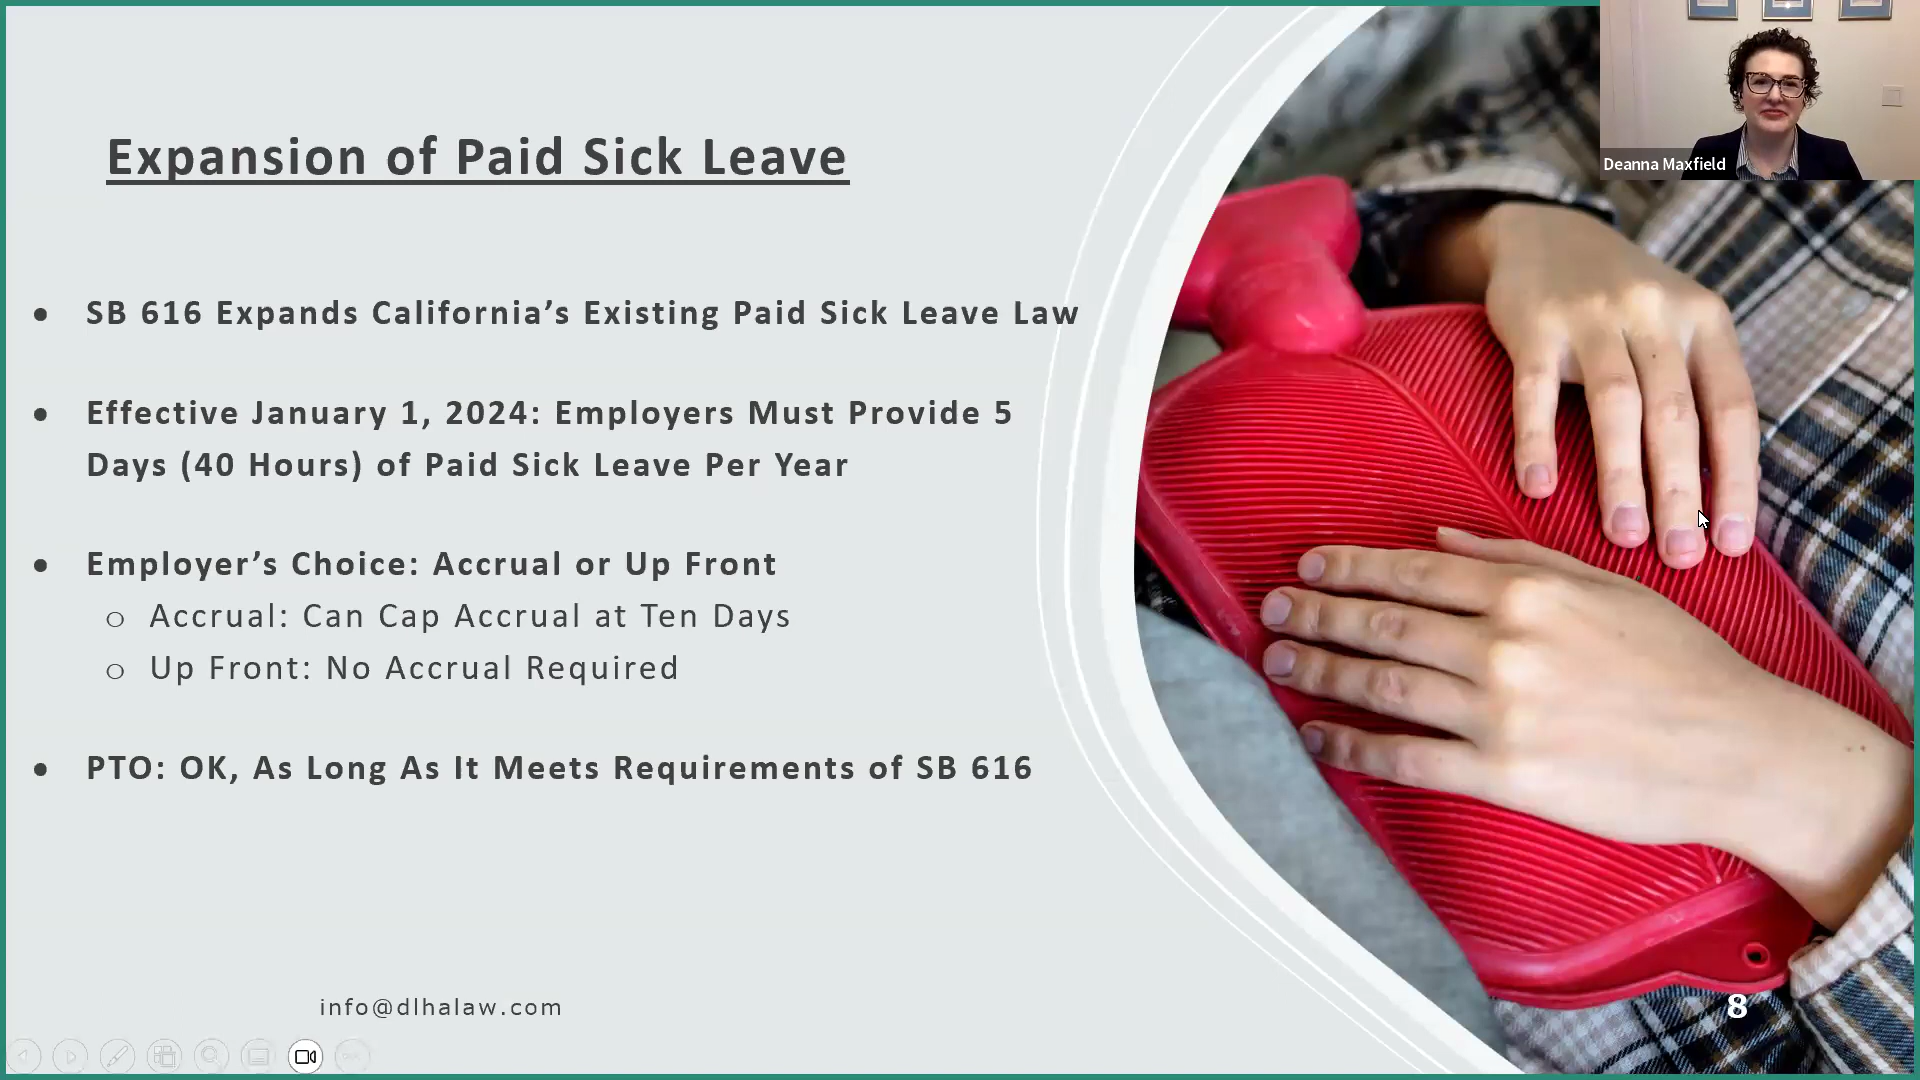 Expansion of Paid Sick Leave
Deanna Maxfield
• SB 616 Expands California’s Existing Paid Sick Leave Law
• Effective January 1, 2024: Employers Must Provide 5
Days (40 Hours) of Paid Sick Leave Per Year
• Employer’s Choice: Accrual or Up Front
o Accrual: Can Cap Accrual at Ten Days
o Up Front: No Accrual Required
• PTO: OK, As Long As It Meets Requirements of SB 616
info@dlhalaw.com
8